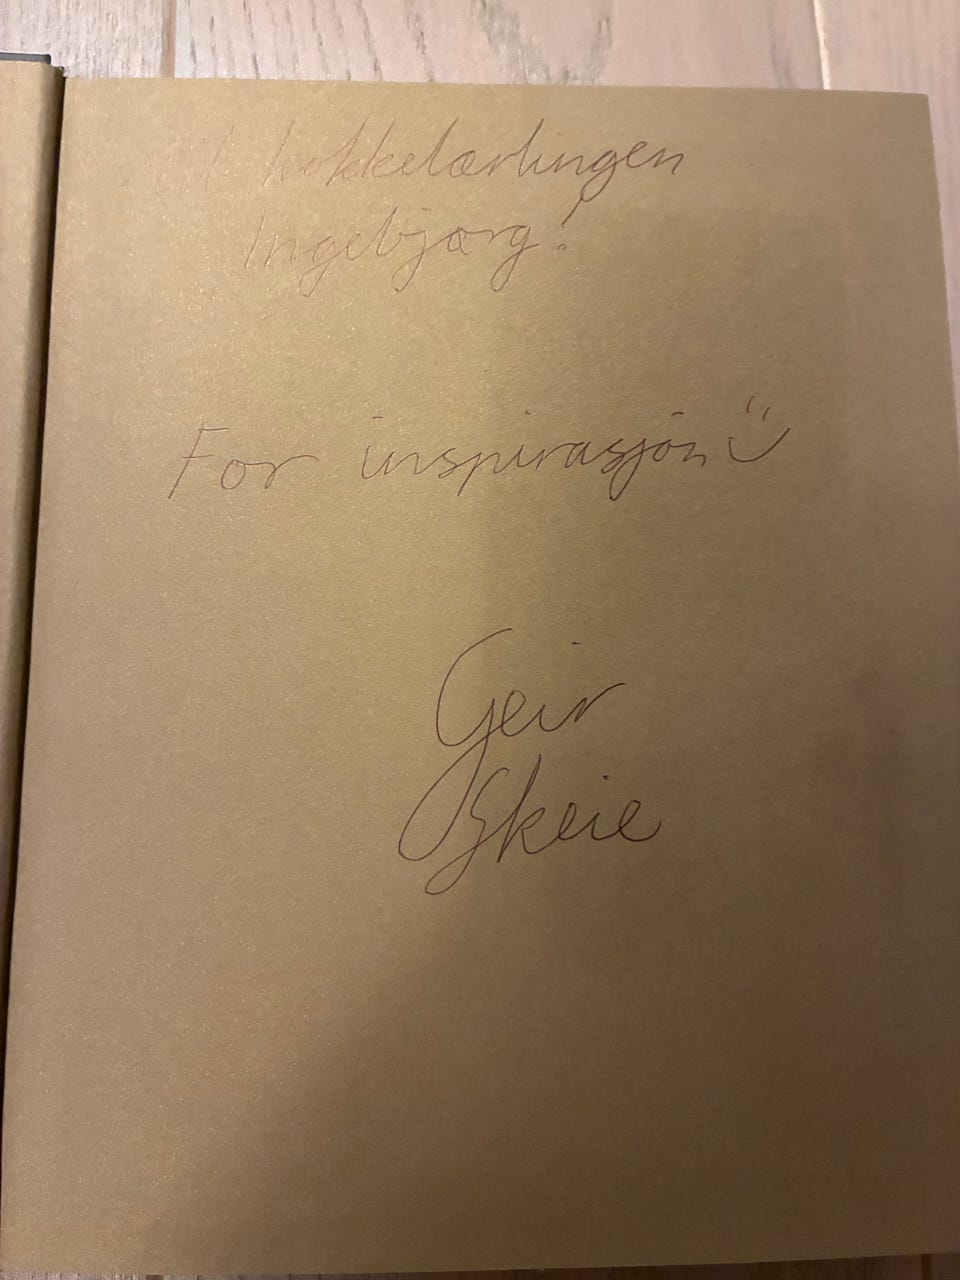 Til kokkelærlingen
Ingebjørg!
For inspirasjon :)
Geir
Skeie